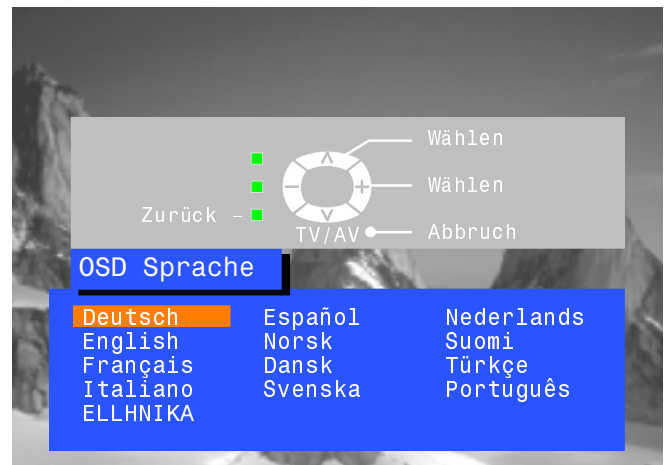 Wählen
Wählen
Zurück –
TV/AV
Abbruch
OSD Sprache
Deutsch Español Nederlands
English Norsk Suomi
Français Dansk Türkçe
Italiano Svenska Português
ELLHNIKA